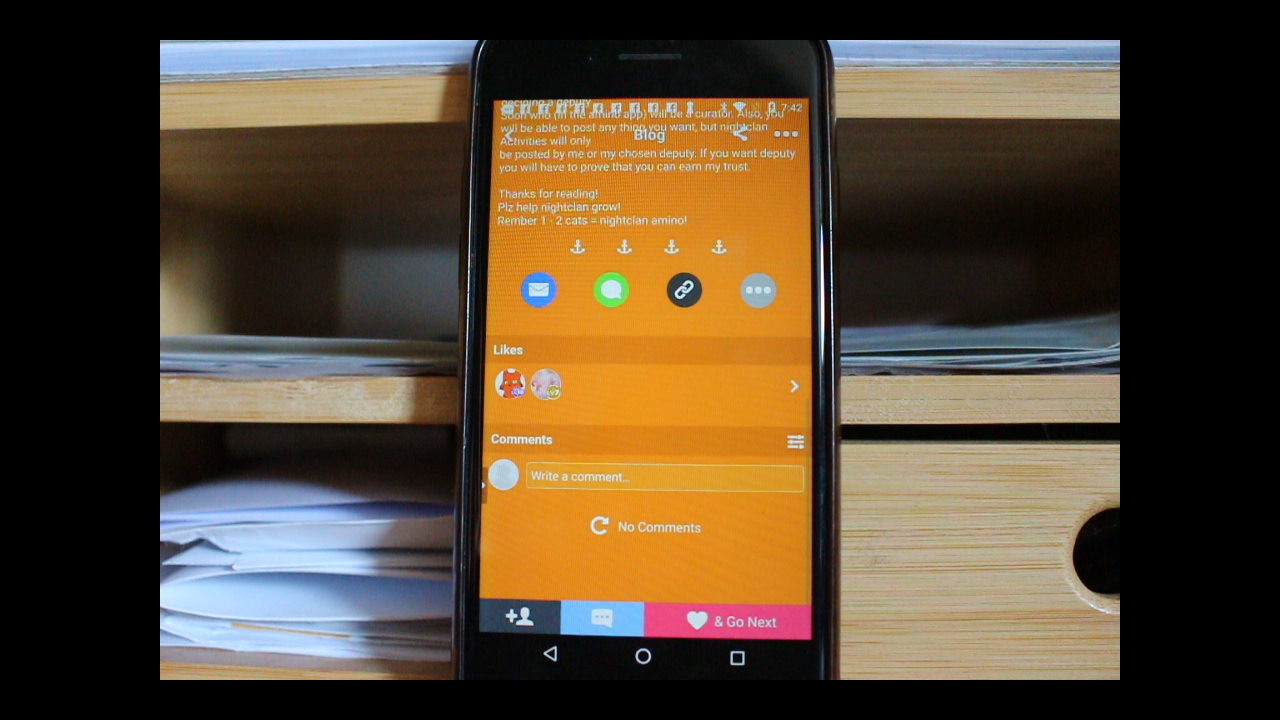 deciding a deputy
7:42
Soon who (in the amino app) will be a curator. Also, you
will be able to post any thing you want, but nightclan
Blog
Activities will only
be posted by me or my chosen deputy. If you want deputy
you will have to prove that you can earn my trust.
Thanks for reading!
Plz help nightclan grow!
Rember 1 - 2 cats = nightclan amino!
Likes
Comments
Write a comment...
No Comments
& Go Next